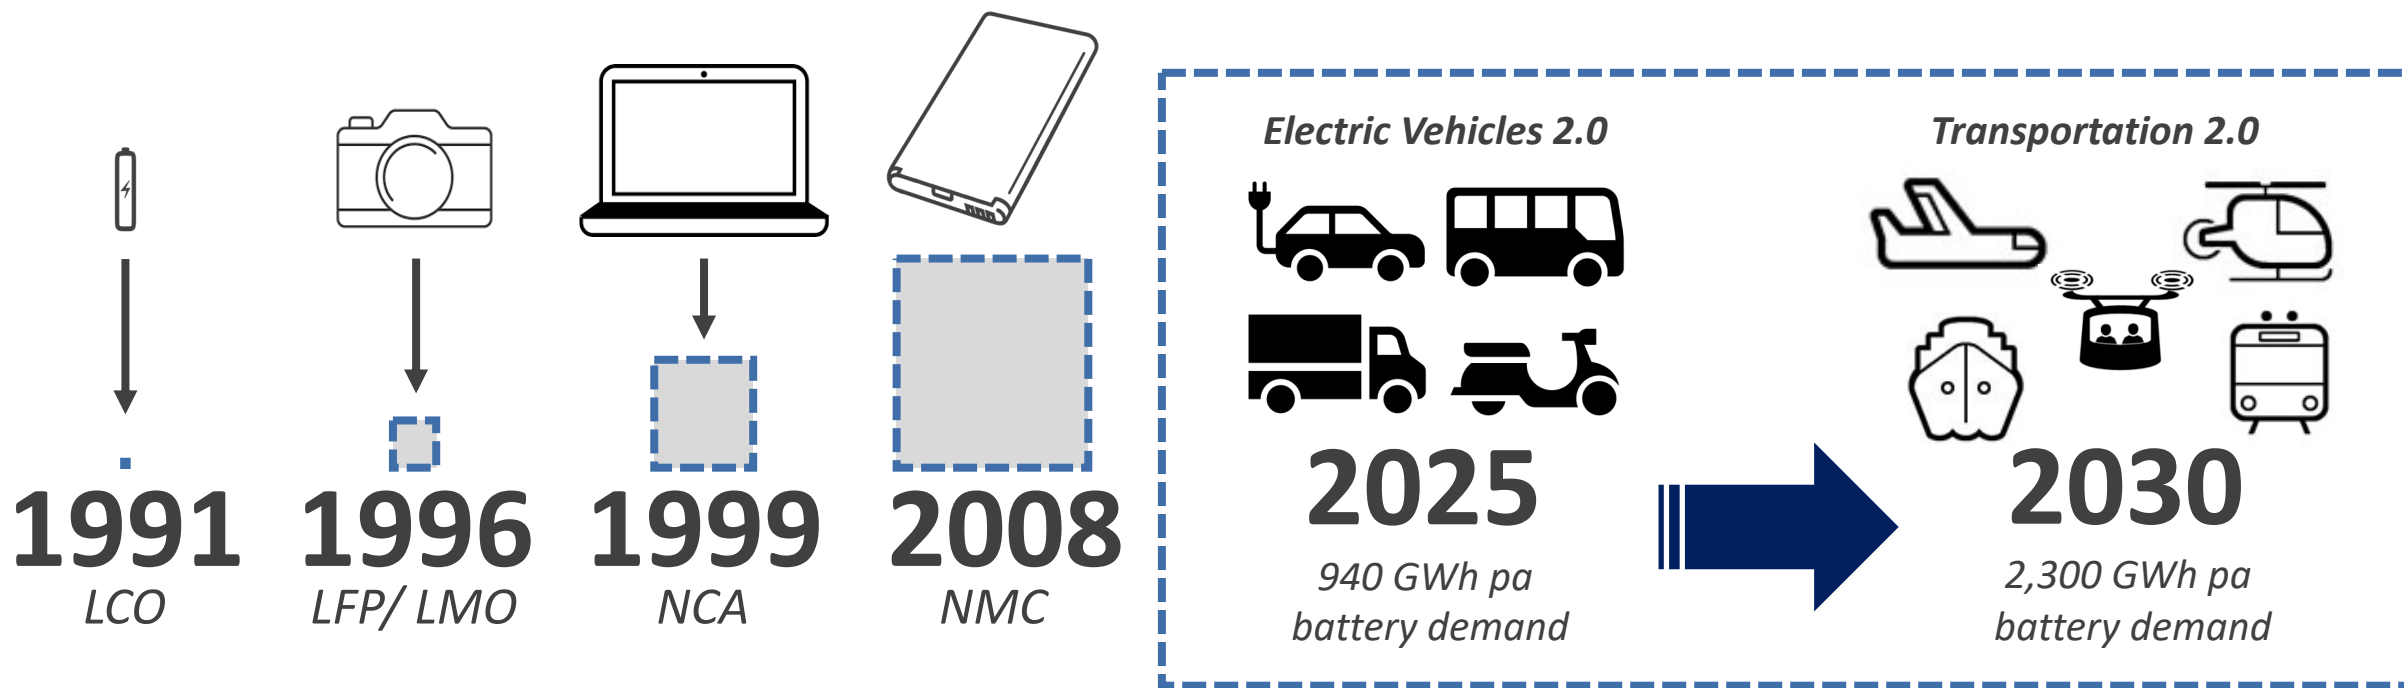 1991
LCO
1996
LFP/ LMO
1999
NCA
2008
NMC
Electric Vehicles 2.0
2025
940 GWh pa
battery demand
Transportation 2.0
2030
2,300 GWh pa
battery demand